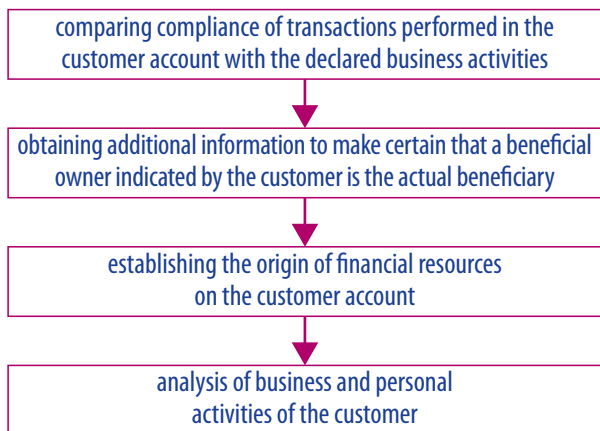 comparing compliance of transactions performed in the
customer account with the declared business activities
obtaining additional information to make certain that a beneficial
owner indicated by the customer is the actual beneficiary
establishing the origin of financial resources
on the customer account
analysis of business and personal
activities of the customer